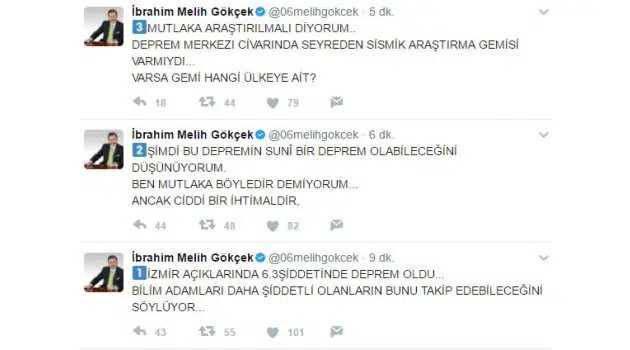 İbrahim Melih Gökçek @06melihgokcek · 5 dk.
3 MUTLAKA ARAŞTIRILMALI DİYORUM..
DEPREM MERKEZI CİVARINDA SEYREDEN SİSMİK ARAŞTIRMA GEMİSİ
VARMIYDI...
VARSA GEMİ HANGİ ÜLKEYE AİT?
18 44 79
İbrahim Melih Gökçek @06melihgokcek · 6 dk.
2 ŞİMDİ BU DEPREMİN SUNÎ BİR DEPREM OLABİLECEĞİNİ
DÜŞÜNÜYORUM.
BEN MUTLAKA BÖYLEDİR DEMİYORUM...
ANCAK CİDDİ BİR İHTİMALDİR,
44 48 82
İbrahim Melih Gökçek @06melihgokcek · 9 dk.
1 İZMİR AÇIKLARINDA 6.3ŞİDDETİNDE DEPREM OLDU...
BİLİM ADAMLARI DAHA ŞİDDETLİ OLANLARIN BUNU TAKİP EDEBİLECEĞİNİ
SÖYLÜYOR...
43 55 101